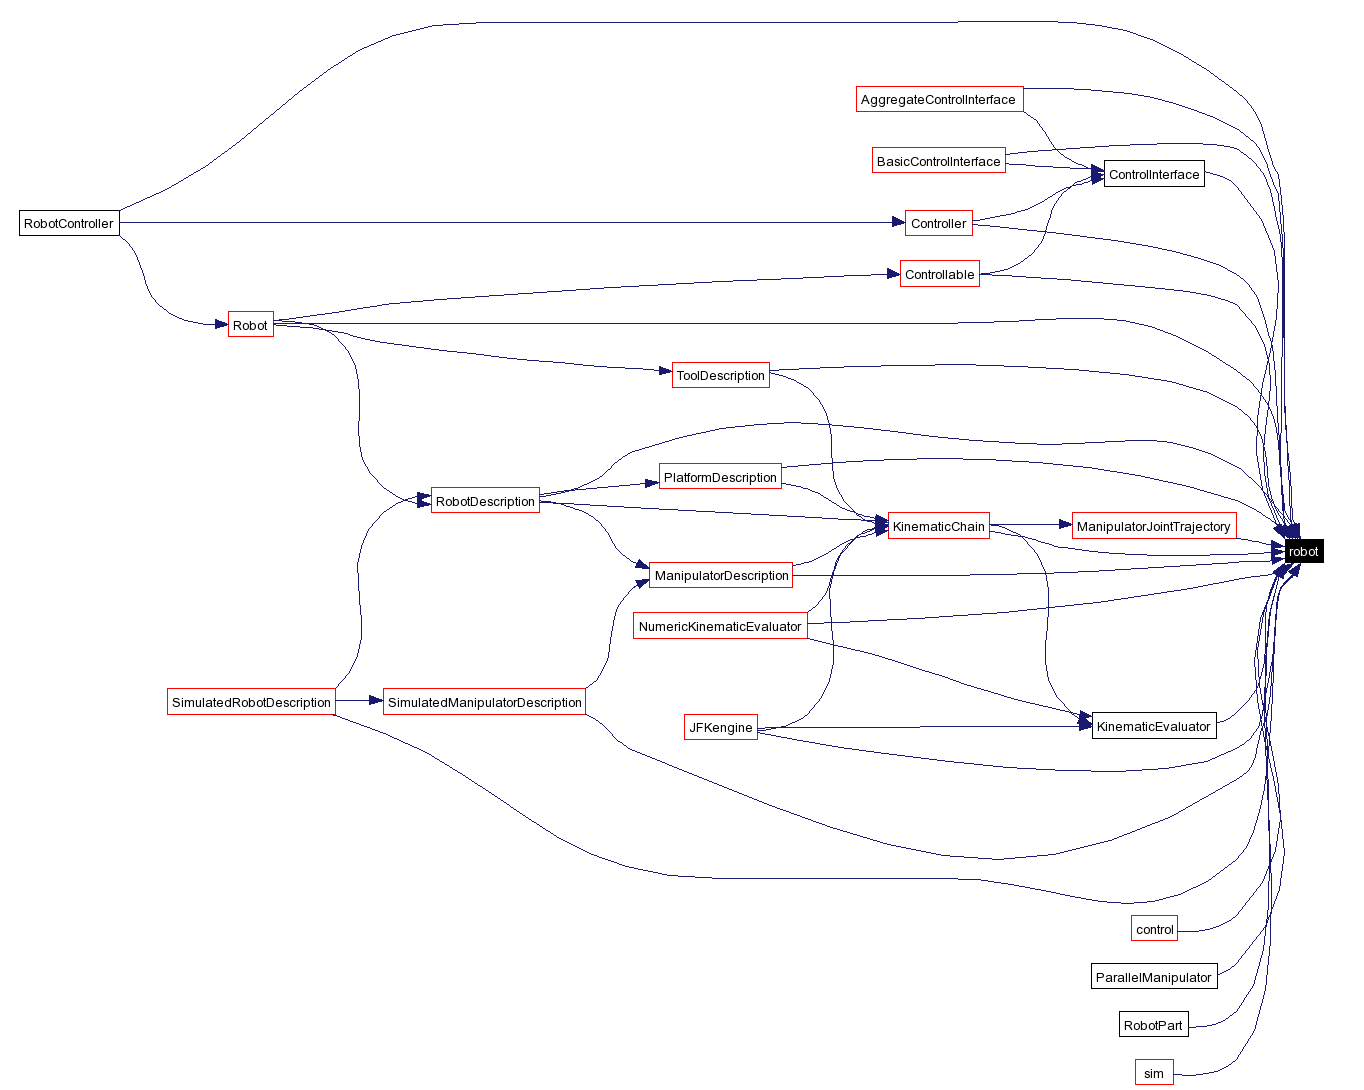 AggregateControlInterface
BasicControlInterface
ControlInterface
RobotController
Controller
Controllable
Robot
ToolDescription
PlatformDescription
RobotDescription
KinematicChain
ManipulatorJointTrajectory
robot
ManipulatorDescription
NumericKinematicEvaluator
SimulatedRobotDescription
SimulatedManipulatorDescription
JFKengine
KinematicEvaluator
control
ParallelManipulator
RobotPart
sim